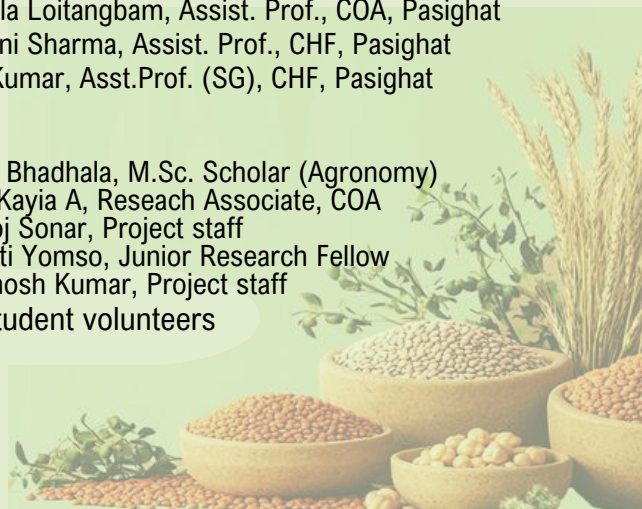 la Loitangbam, Assist. Prof., COA, Pasighat
ni Sharma, Assist. Prof., CHF, Pasighat
Kumar, Asst.Prof. (SG), CHF, Pasighat
Bhadhala, M.Sc. Scholar (Agronomy)
Kayia A, Reseach Associate, COA
oj Sonar, Project staff
ti Yomso, Junior Research Fellow
nosh Kumar, Project staff
tudent volunteers